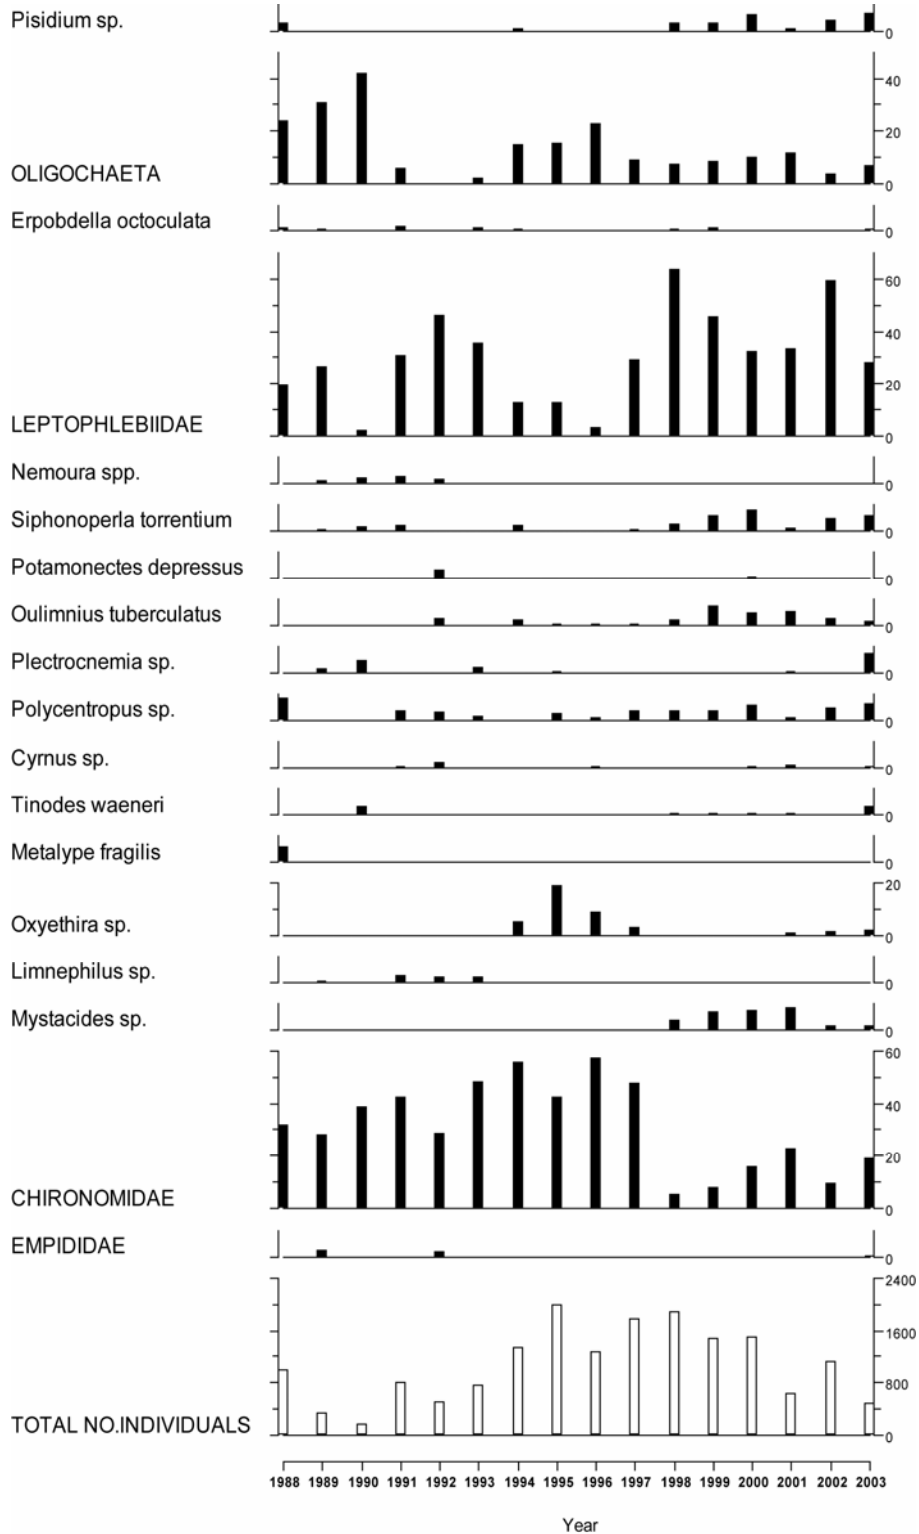 Pisidium sp.
0
40
20
OLIGOCHAETA
0
Erpobdella octoculata
0
60
40
20
LEPTOPHLEBIIDAE
0
Nemoura spp.
0
Siphonoperla torrentium
0
Potamonectes depressus
0
Oulimnius tuberculatus
0
Plectrocnemia sp.
0
Polycentropus sp.
0
Cyrnus sp.
0
Tinodes waeneri
0
Metalype fragilis
0
20
Oxyethira sp.
0
Limnephilus sp.
0
Mystacides sp.
0
60
40
20
CHIRONOMIDAE
0
EMPIDIDAE
0
2400
1600
800
TOTAL NO.INDIVIDUALS
0
1988 1989 1990 1991 1992 1993 1994 1995 1996 1997 1998 1999 2000 2001 2002 2003
Year